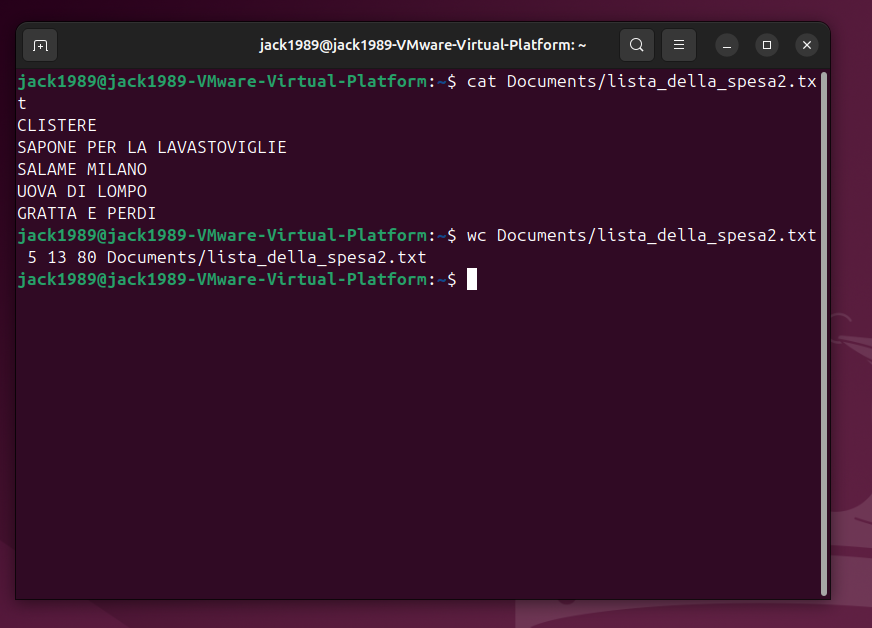 jack1989@jack1989-VMware-Virtual-Platform: ~
jack1989@jack1989-VMware-Virtual-Platform:~$ cat Documents/lista_della_spesa2.tx
t
CLISTERE
SAPONE PER LA LAVASTOVIGLIE
SALAME MILANO
UOVA DI LOMPO
GRATTA E PERDI
jack1989@jack1989-VMware-Virtual-Platform:~$ wc Documents/lista_della_spesa2.txt
 5 13 80 Documents/lista_della_spesa2.txt
jack1989@jack1989-VMware-Virtual-Platform:~$